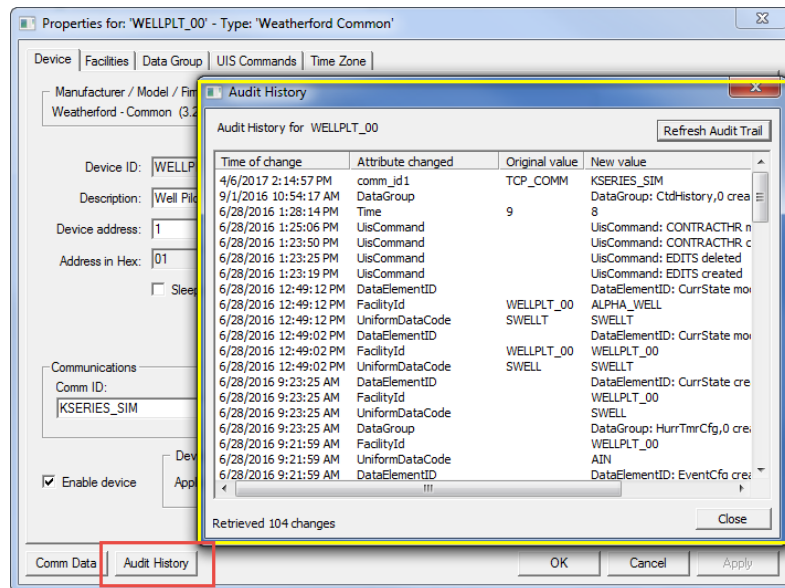 Properties for: 'WELLPLT_00' - Type: 'Weatherford Common'
Device Facilities Data Group UIS Commands Time Zone
Manufacturer / Model /
Weatherford - Common (3.2
Device ID: WELLP
Description: Well Pilo
Device address: 1
Address in Hex: 01
Sleep
Communications
Comm ID:
KSERIES_SIM
Enable device
Comm Data Audit History OK Cancel Apply
Audit History
Audit History for WELLPLT_00 Refresh Audit Trail
Time of change Attribute changed Original value New value
4/6/2017 2:14:57 PM comm_id1 TCP_COMM KSERIES_SIM
9/1/2016 10:54:17 AM DataGroup DataGroup: CtdHistory,0 crea
6/28/2016 1:28:14 PM Time 9 8
6/28/2016 1:25:06 PM UisCommand UisCommand: CONTRACTHR m
6/28/2016 1:23:50 PM UisCommand UisCommand: CONTRACTHR c
6/28/2016 1:23:25 PM UisCommand UisCommand: EDITS deleted
6/28/2016 1:23:19 PM UisCommand UisCommand: EDITS created
6/28/2016 12:49:12 PM DataElementID DataElementID: CurrState mod
6/28/2016 12:49:12 PM FacilityId WELLPLT_00 ALPHA_WELL
6/28/2016 12:49:12 PM UniformDataCode SWELLT SWELLT
6/28/2016 12:49:02 PM DataElementID DataElementID: CurrState mod
6/28/2016 12:49:02 PM FacilityId WELLPLT_00 WELLPLT_00
6/28/2016 12:49:02 PM UniformDataCode SWELL SWELLT
6/28/2016 9:23:25 AM DataElementID DataElementID: CurrState cre
6/28/2016 9:23:25 AM FacilityId WELLPLT_00
6/28/2016 9:23:25 AM UniformDataCode SWELL
6/28/2016 9:23:25 AM DataGroup DataGroup: HurrTmrCfg,0 crea
6/28/2016 9:21:59 AM FacilityId WELLPLT_00
6/28/2016 9:21:59 AM UniformDataCode AIN
6/28/2016 9:21:59 AM DataElementID DataElementID: EventCfg crea
Retrieved 104 changes Close